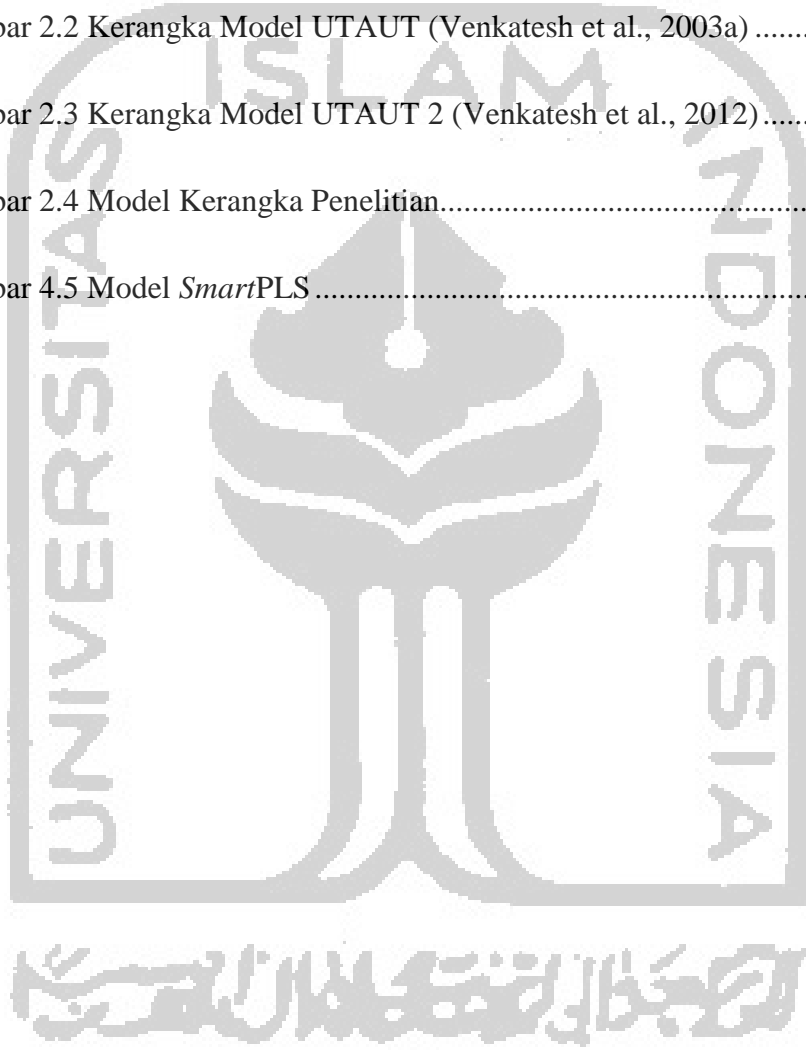 bar 2.2 Kerangka Model UTAUT (Venkatesh et al., 2003a) .......
bar 2.3 Kerangka Model UTAUT 2 (Venkatesh et al., 2012) ......
bar 2.4 Model Kerangka Penelitian..............................................
bar 4.5 Model SmartPLS ..............................................................
UNIVERSITAS
ISLAM
INDONESIA